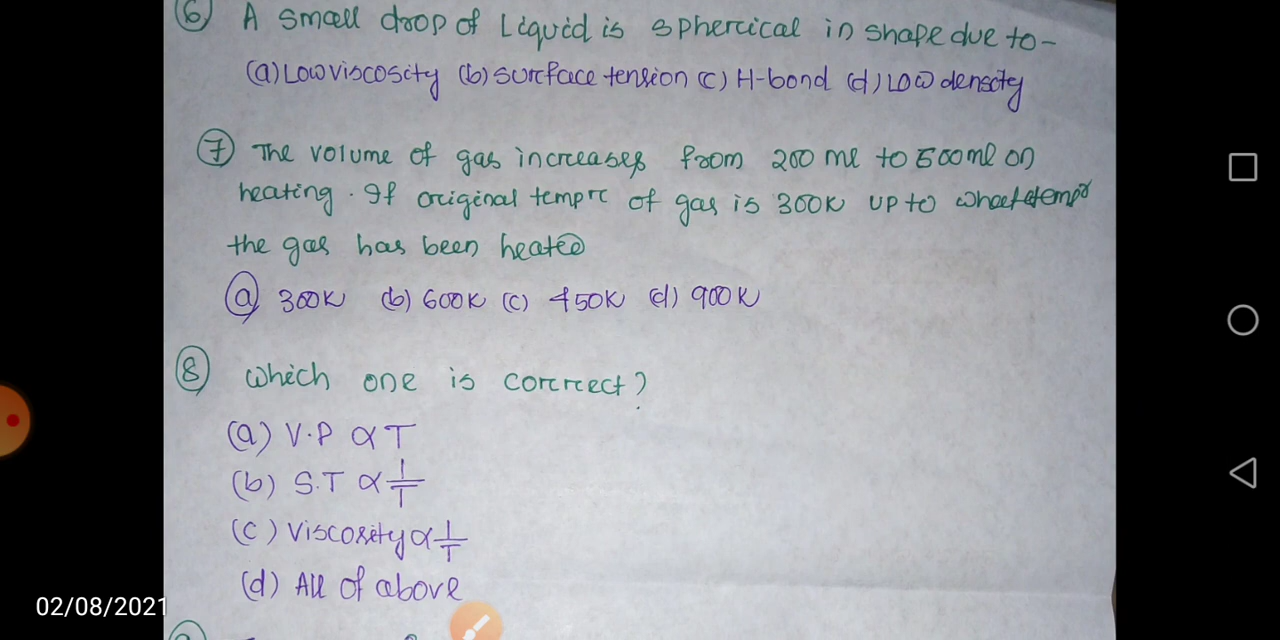 6 A small drop of Liquid is sphercical in shape due to-
(a) Low viscosity (b) surface tension (c) H-bond (d) Low density
7 The volume of gas increases from 200 ml to 500ml on
heating. If original tempr of gas is 300K up to what temp
the gas has been heated
(a) 300K (b) 600K (c) 450K (d) 900K
8 Which one is correct?
(a) V.P ∝ T
(b) S.T ∝ 1/T
(c) Viscosity ∝ 1/T
(d) All of above
02/08/2021